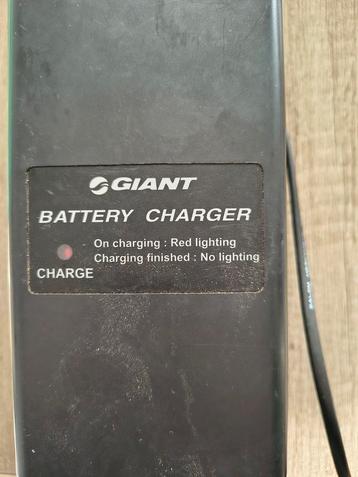 GIANT
BATTERY CHARGER
On charging : Red lighting
Charging finished : No lighting
CHARGE